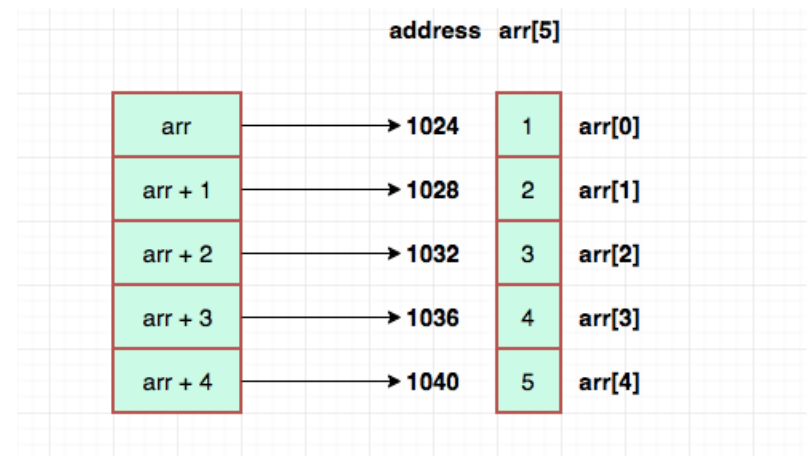 address arr[5]
arr 1024 1 arr[0]
arr + 1 1028 2 arr[1]
arr + 2 1032 3 arr[2]
arr + 3 1036 4 arr[3]
arr + 4 1040 5 arr[4]